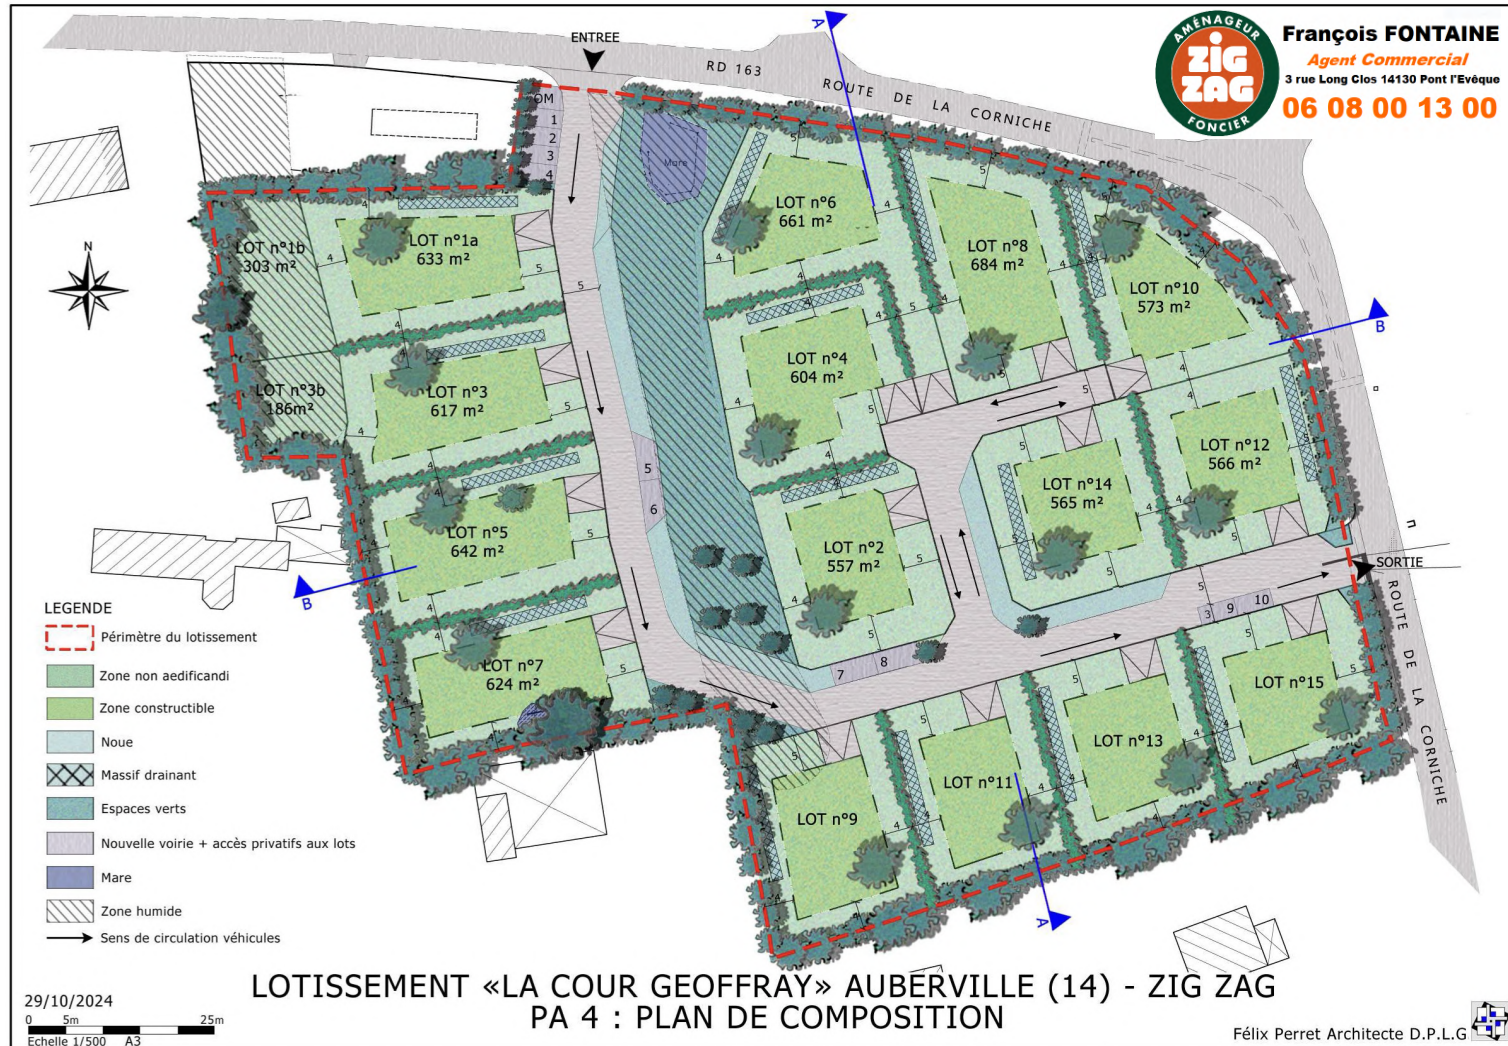 AMÉNAGEUR
ZIG
ZAG
FONCIER
François FONTAINE
Agent Commercial
3 rue Long Clos 14130 Pont l'Evêque
06 08 00 13 00
ENTREE
RD 163
ROUTE DE LA CORNICHE
A
OM
1
2
3
4
Mare
LOT n°6
661 m²
LOT n°1b
303 m²
LOT n°1a
633 m²
LOT n°8
684 m²
LOT n°10
573 m²
N
B
LOT n°4
604 m²
LOT n°3b
186m²
LOT n°3
617 m²
LOT n°12
566 m²
LOT n°14
565 m²
5
6
LOT n°5
642 m²
LOT n°2
557 m²
SORTIE
B
ROUTE DE LA CORNICHE
3
9
10
7
8
LOT n°7
624 m²
LOT n°15
LOT n°13
LOT n°11
LOT n°9
A
LEGENDE
Périmètre du lotissement
Zone non aedificandi
Zone constructible
Noue
Massif drainant
Espaces verts
Nouvelle voirie + accès privatifs aux lots
Mare
Zone humide
Sens de circulation véhicules
LOTISSEMENT «LA COUR GEOFFRAY» AUBERVILLE (14) - ZIG ZAG
PA 4 : PLAN DE COMPOSITION
29/10/2024
0 5m 25m
Echelle 1/500 A3
Félix Perret Architecte D.P.L.G